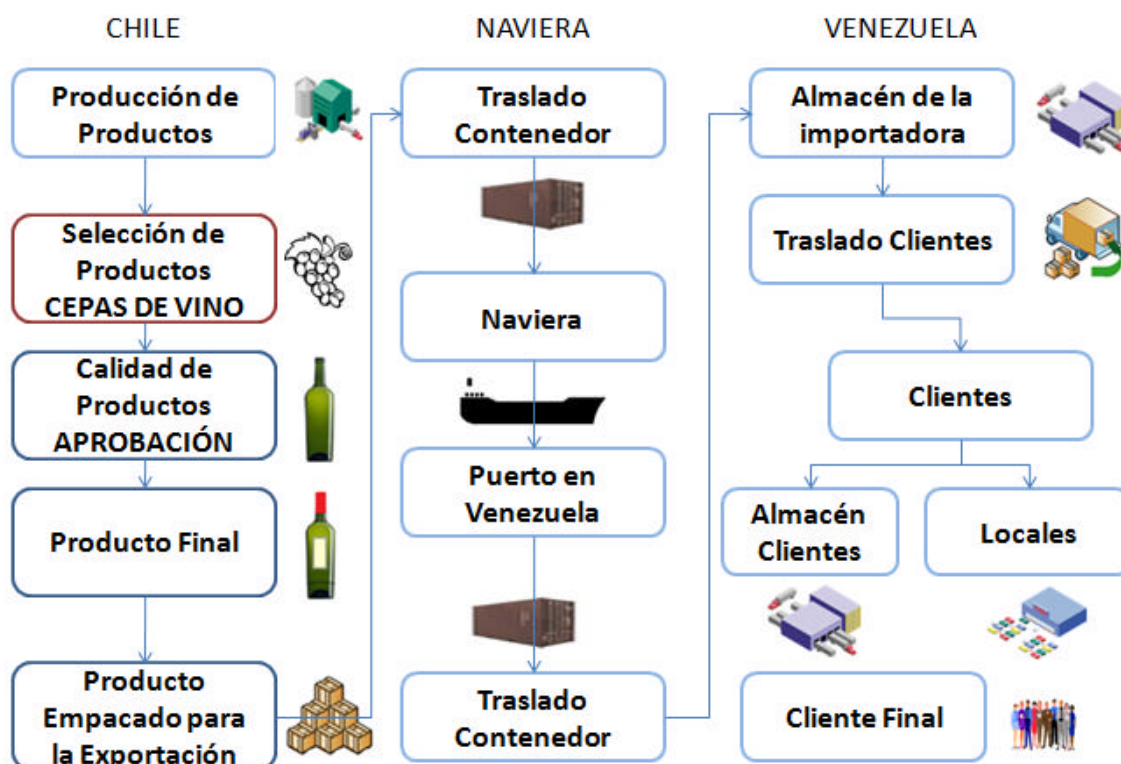 CHILE
Producción de
Productos
Selección de
Productos
CEPAS DE VINO
Calidad de
Productos
APROBACIÓN
Producto Final
Producto
Empacado para
la Exportación
NAVIERA
Traslado
Contenedor
Naviera
Puerto en
Venezuela
Traslado
Contenedor
VENEZUELA
Almacén de la
importadora
Traslado Clientes
Clientes
Almacén
Clientes
Locales
Cliente Final